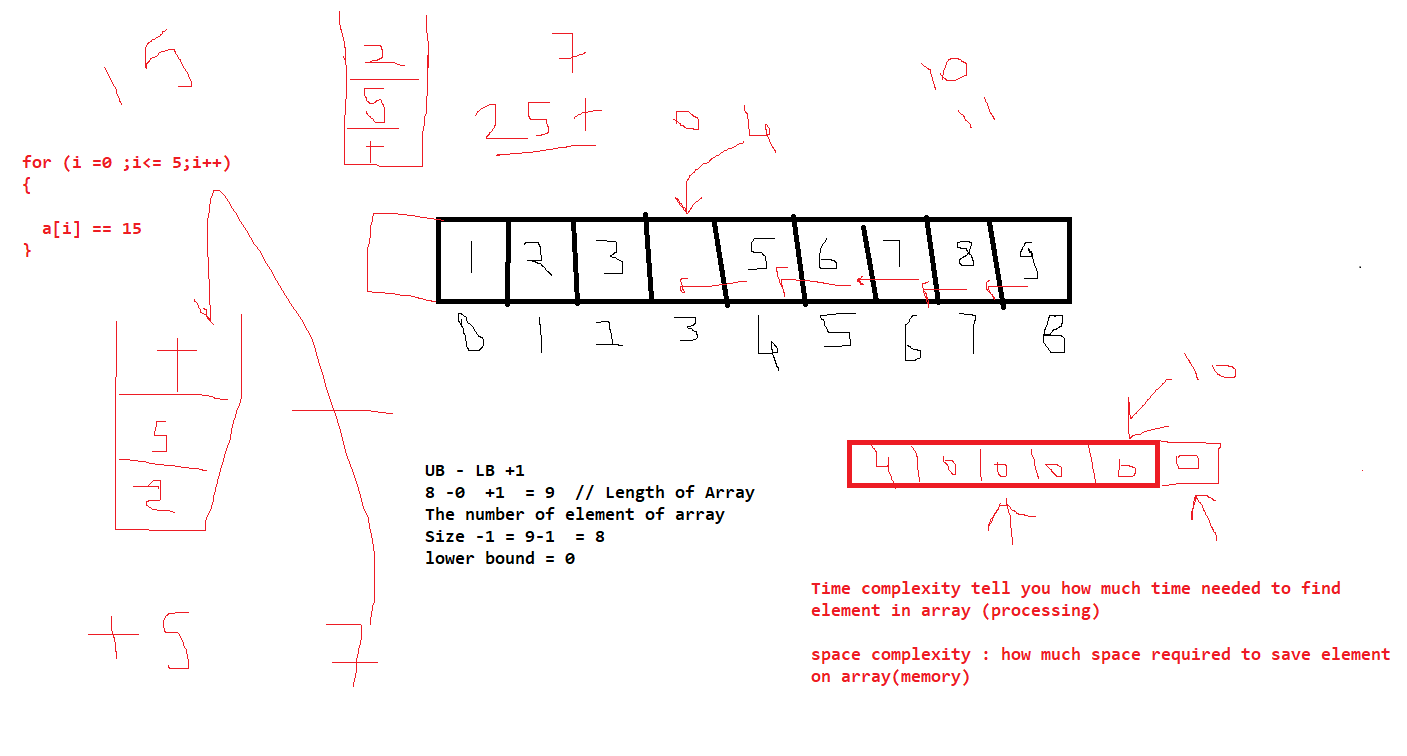 15
2
5
+
7
25+
0 4
10
11
for (i =0 ;i<= 5;i++)
{
a[i] == 15
}
1 2 3 5 6 7 8 9
0 1 2 3 4 5 6 7 8
+
5
2
10
4 0 0 0 0 0
UB - LB +1
8 -0 +1 = 9 // Length of Array
The number of element of array
Size -1 = 9-1 = 8
lower bound = 0
Time complexity tell you how much time needed to find
element in array (processing)
space complexity : how much space required to save element
on array(memory)
+ 5
7